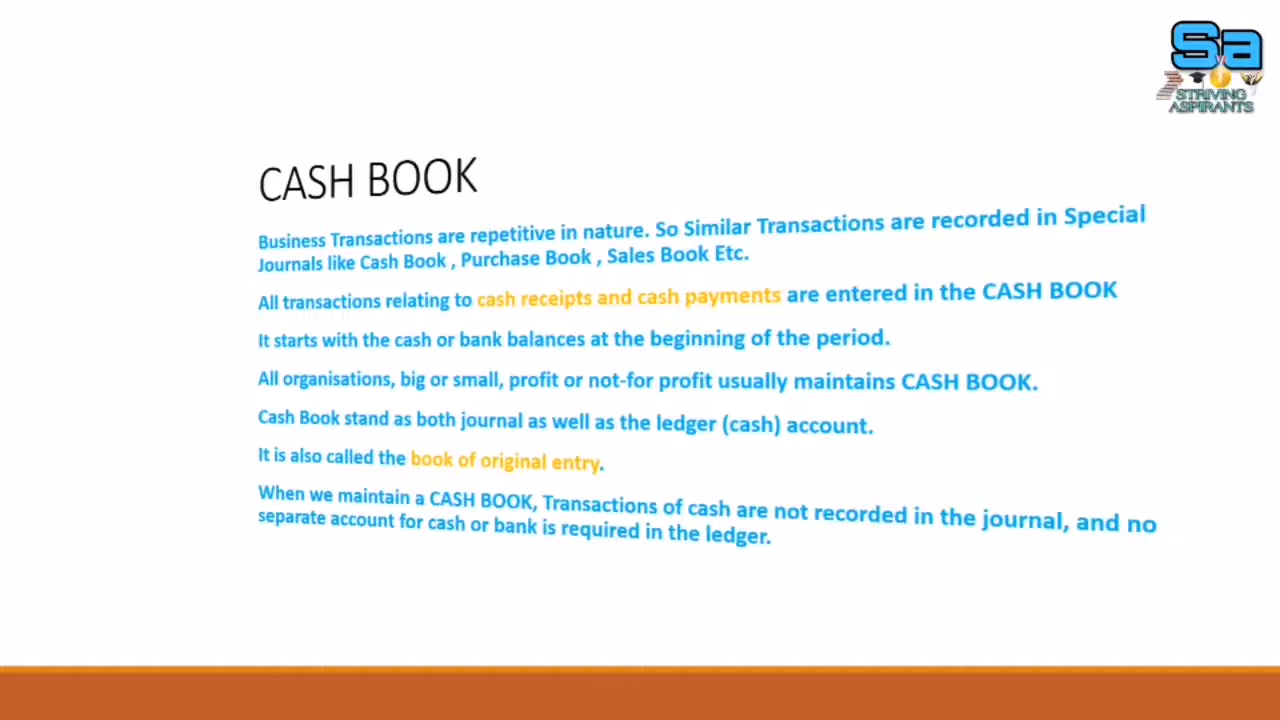 Sa
STRIVING
ASPIRANTS
CASH BOOK
Business Transactions are repetitive in nature. So Similar Transactions are recorded in Special
Journals like Cash Book , Purchase Book , Sales Book Etc.
All transactions relating to cash receipts and cash payments are entered in the CASH BOOK
It starts with the cash or bank balances at the beginning of the period.
All organisations, big or small, profit or not-for profit usually maintains CASH BOOK.
Cash Book stand as both journal as well as the ledger (cash) account.
It is also called the book of original entry.
When we maintain a CASH BOOK, Transactions of cash are not recorded in the journal, and no
separate account for cash or bank is required in the ledger.